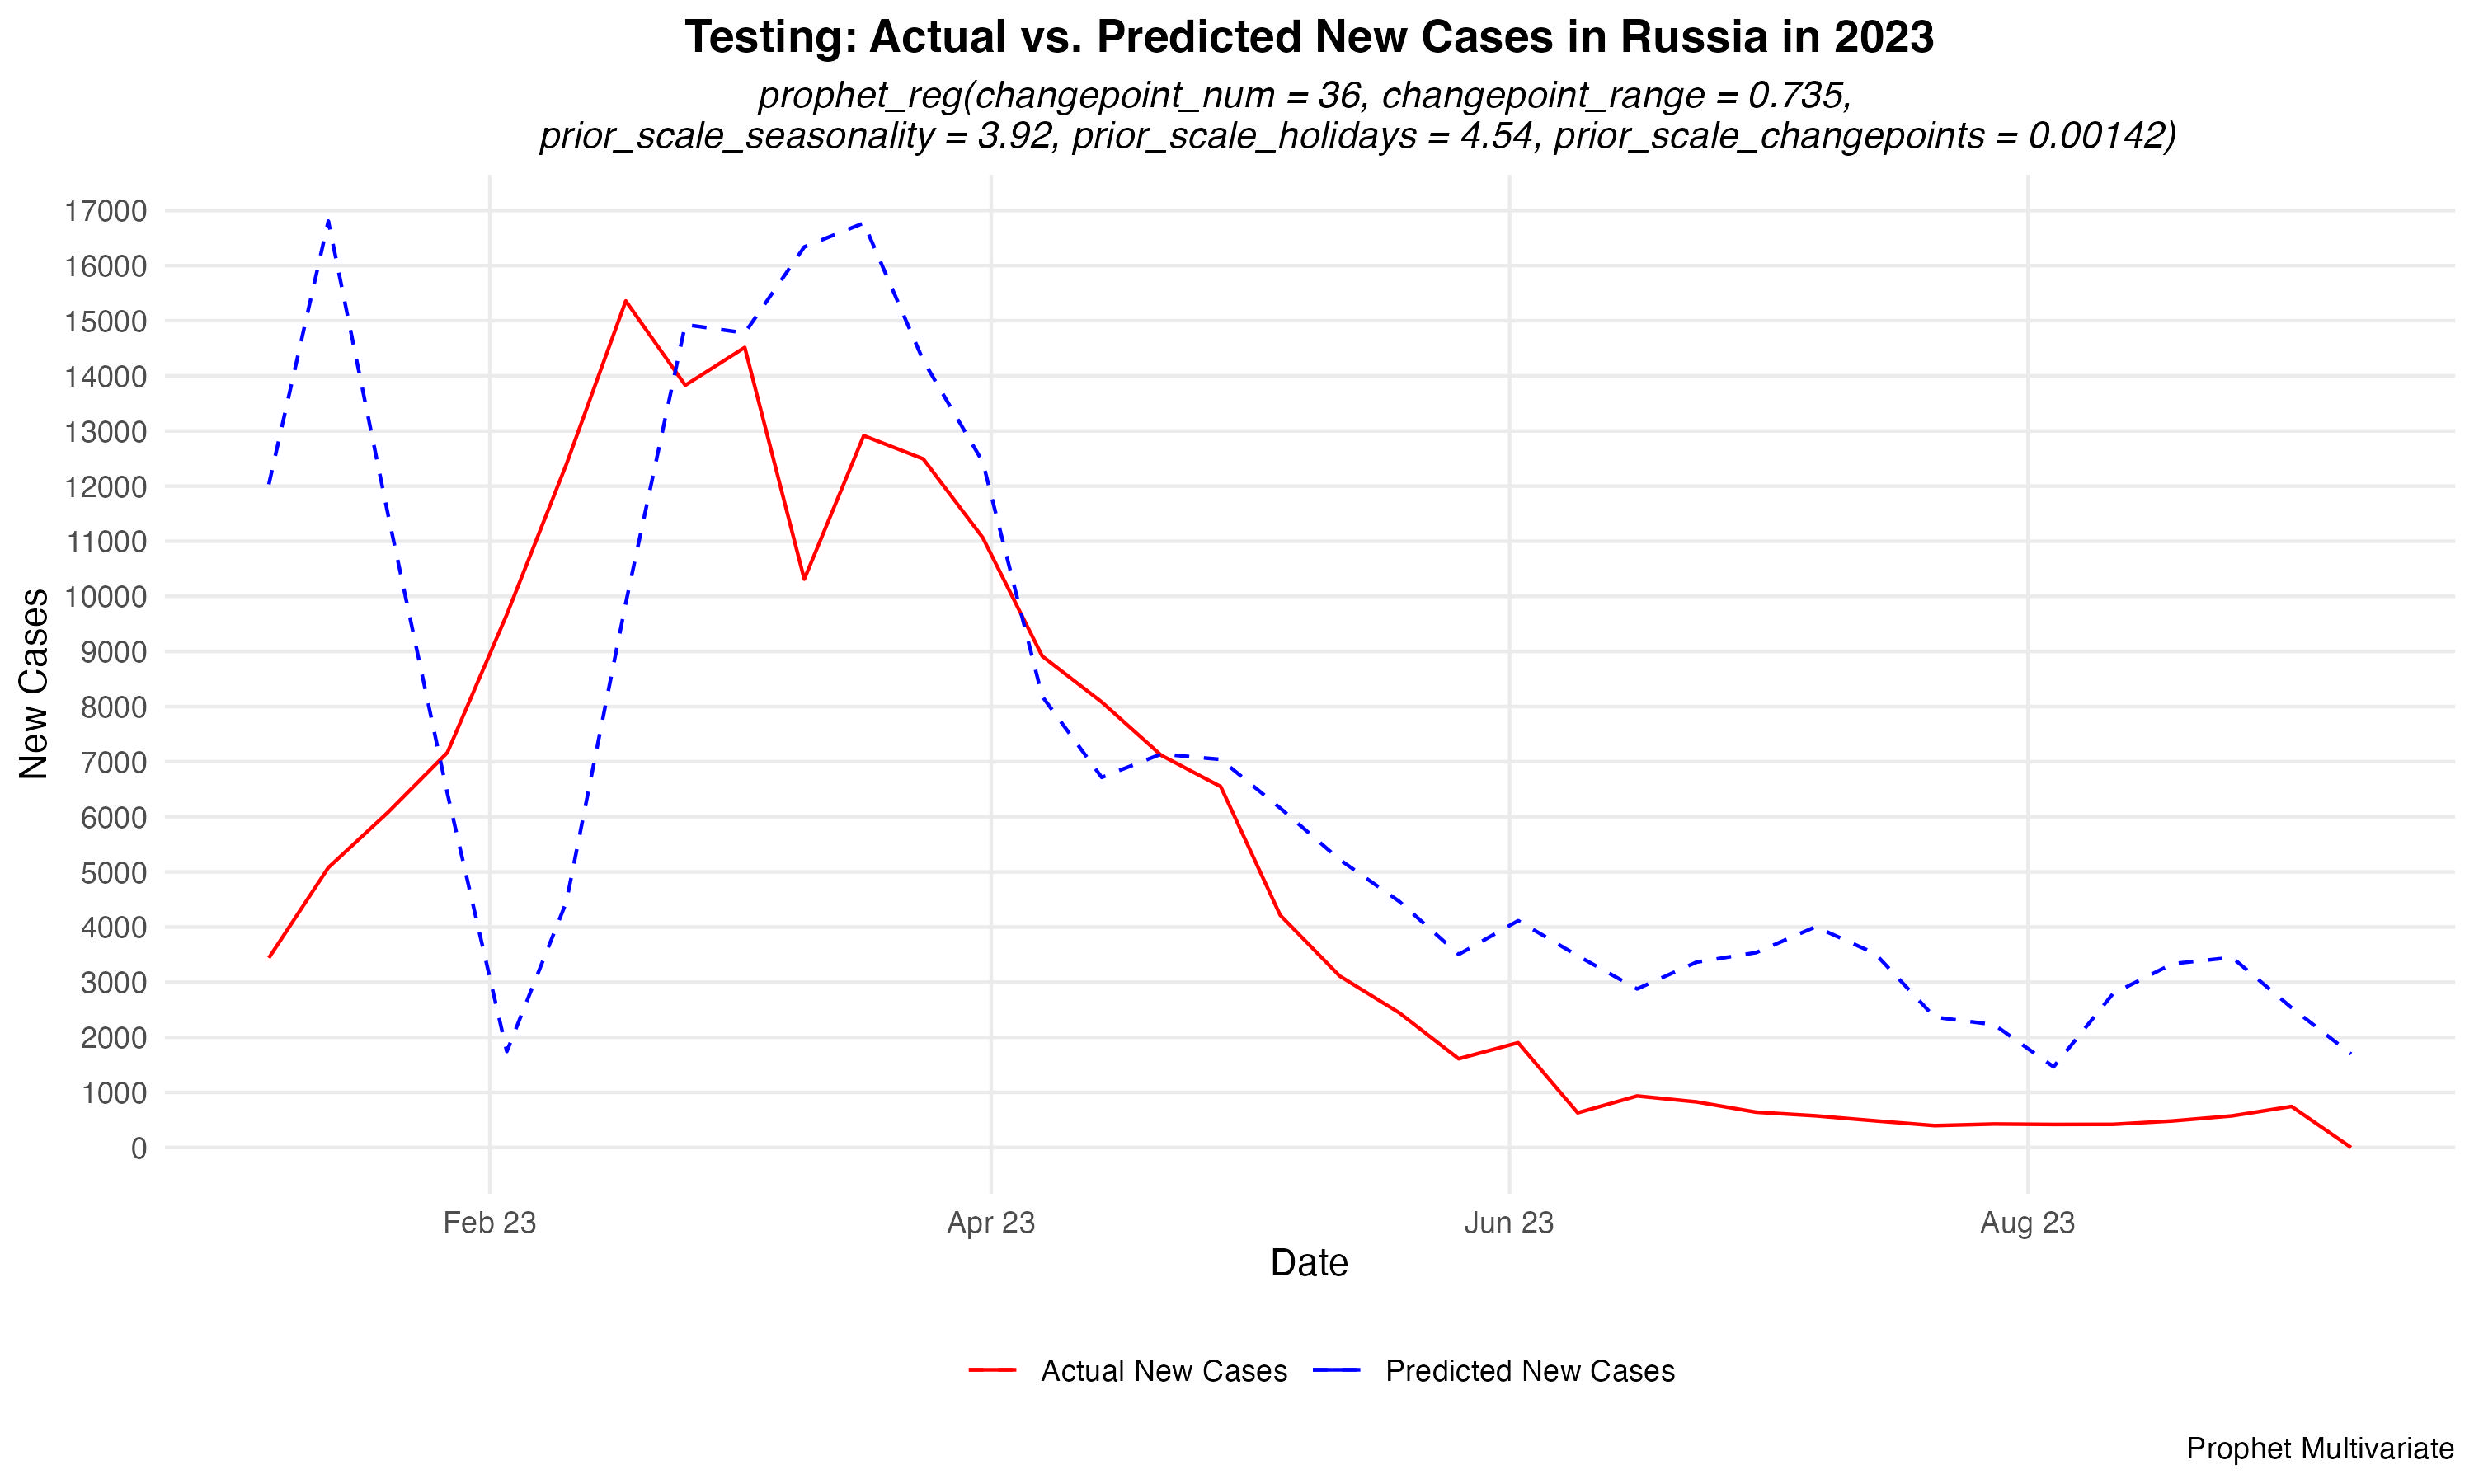 Testing: Actual vs. Predicted New Cases in Russia in 2023
prophet_reg(changepoint_num = 36, changepoint_range = 0.735,
prior_scale_seasonality = 3.92, prior_scale_holidays = 4.54, prior_scale_changepoints = 0.00142)
New Cases
17000
16000
15000
14000
13000
12000
11000
10000
9000
8000
7000
6000
5000
4000
3000
2000
1000
0
Feb 23 Apr 23 Jun 23 Aug 23
Date
Actual New Cases Predicted New Cases
Prophet Multivariate